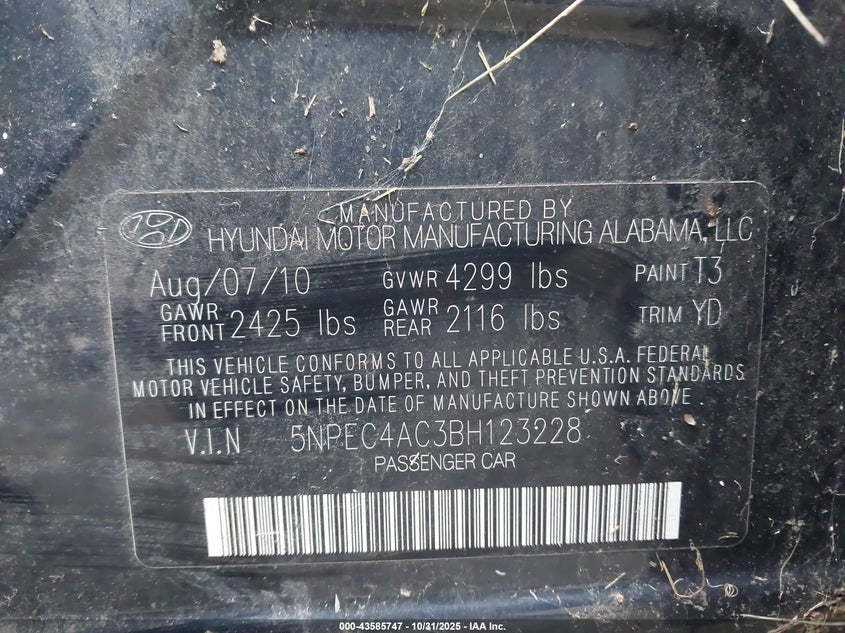 MANUFACTURED BY
HYUNDAI MOTOR MANUFACTURING ALABAMA, LLC
Aug/07/10 GVWR 4299 lbs PAINT T3
GAWR FRONT 2425 lbs GAWR REAR 2116 lbs TRIM YD
THIS VEHICLE CONFORMS TO ALL APPLICABLE U.S.A. FEDERAL
MOTOR VEHICLE SAFETY, BUMPER, AND THEFT PREVENTION STANDARDS
IN EFFECT ON THE DATE OF MANUFACTURE SHOWN ABOVE.
V.I.N 5NPEC4AC3BH123228
PASSENGER CAR
000-43585747 - 10/31/2025 - IAA Inc.